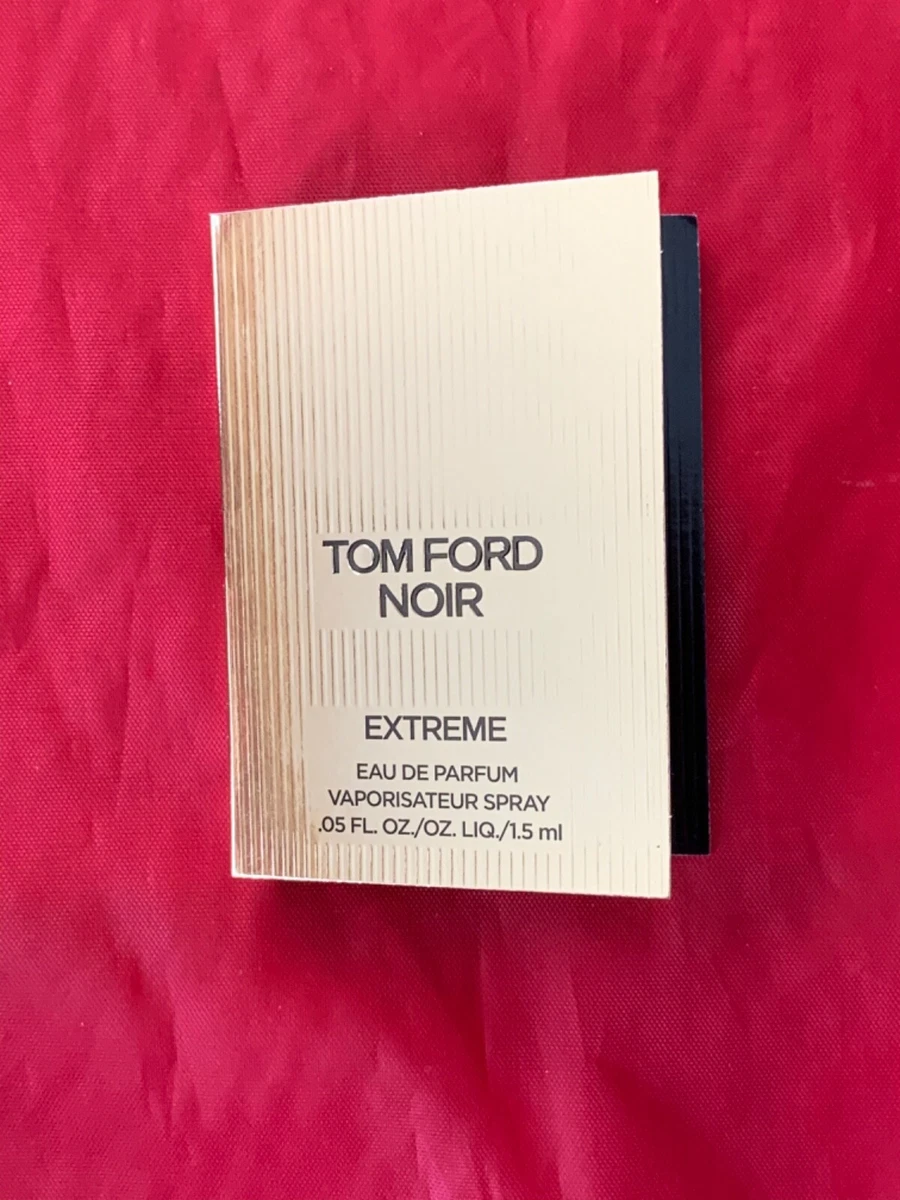 TOM FORD
NOIR
EXTREME
EAU DE PARFUM
VAPORISATEUR SPRAY
.05 FL. OZ./OZ. LIQ./1.5 ml